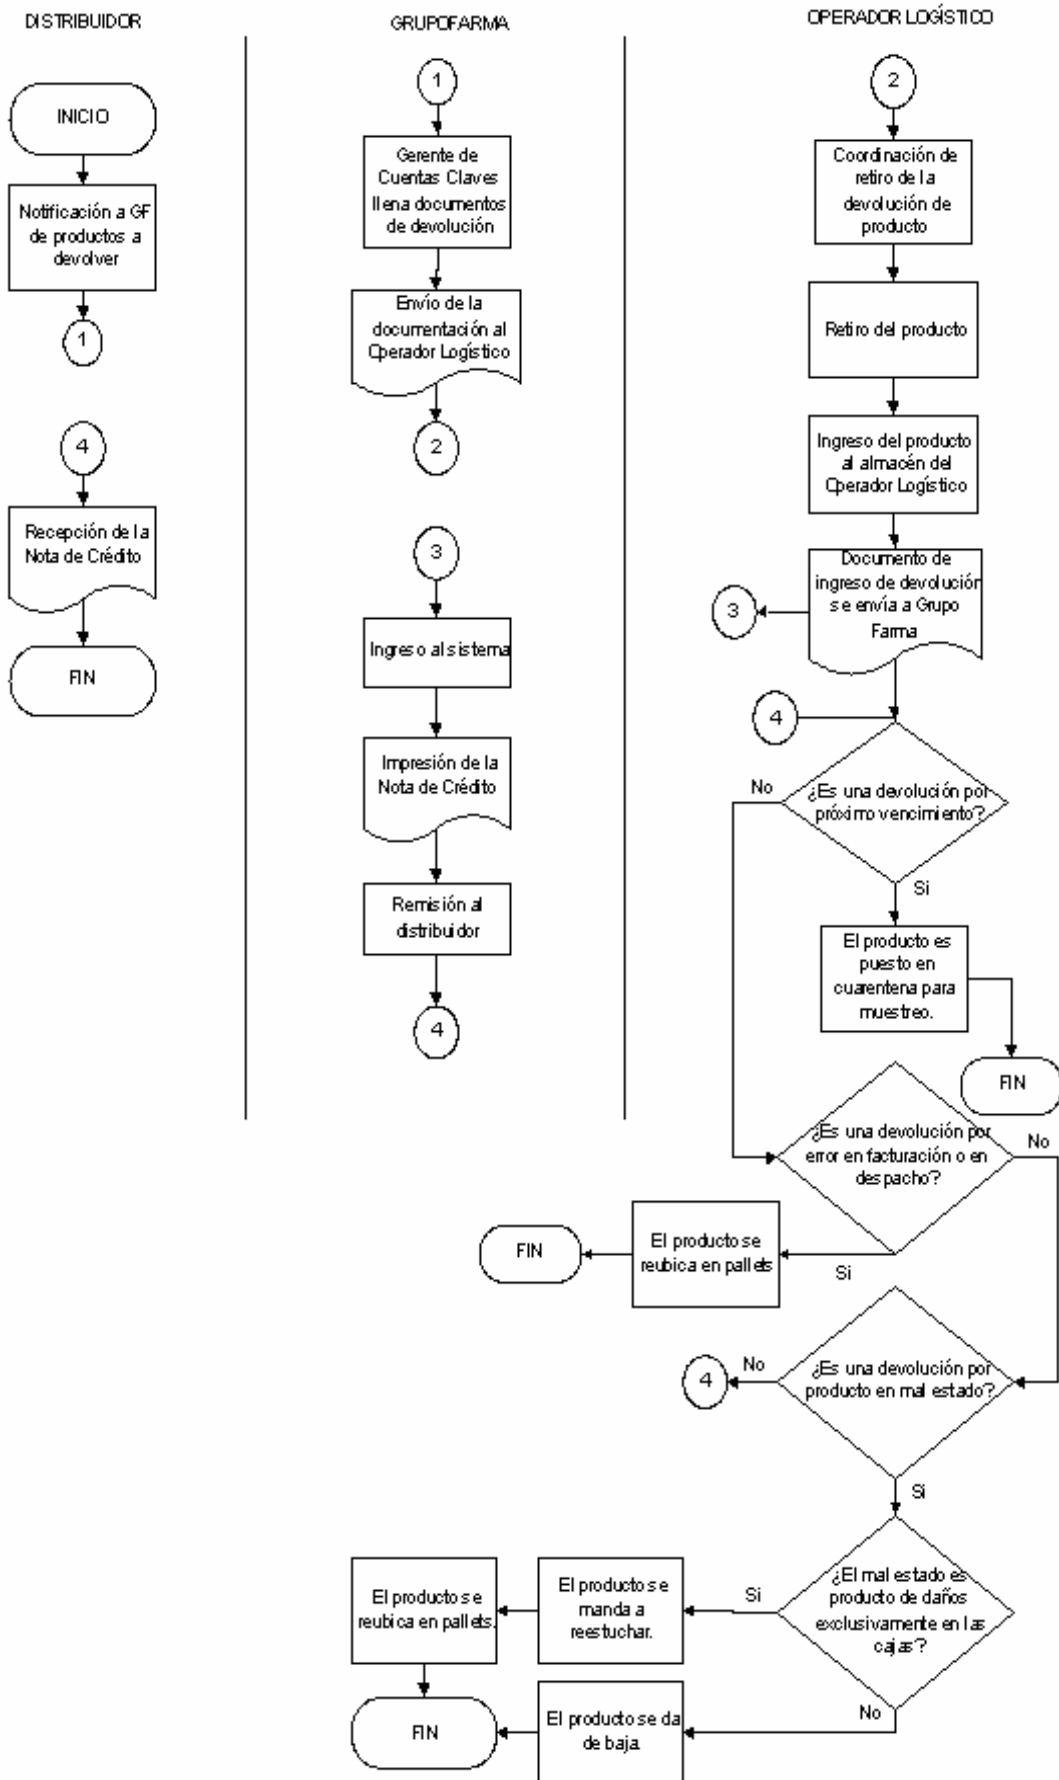 DISTRIBUIDOR
INICIO
Notificación a GF
de productos a
devolver
1
4
Recepción de la
Nota de Crédito
FIN
GRUPOFARMA
1
Gerente de
Cuentas Claves
llena documentos
de devolución
Envío de la
documentación al
Operador Logístico
2
3
Ingreso al sistema
Impresión de la
Nota de Crédito
Remisión al
distribuidor
4
OPERADOR LOGÍSTICO
2
Coordinación de
retiro de la
devolución de
producto
Retiro del producto
Ingreso del producto
al almacén del
Operador Logístico
Documento de
ingreso de devolución
se envía a Grupo
Farma
3
4
¿Es una devolución por
próximo vencimiento?
No
Si
El producto es
puesto en
cuarentena para
muestreo.
FIN
¿Es una devolución por
error en facturación o en
despacho?
No
Si
El producto se
reubica en pallets
FIN
¿Es una devolución por
producto en mal estado?
No
4
Si
¿El mal estado es
producto de daños
exclusivamente en las
cajas?
Si
El producto se
manda a
reestuchar.
El producto se
reubica en pallets.
No
El producto se da
de baja.
FIN